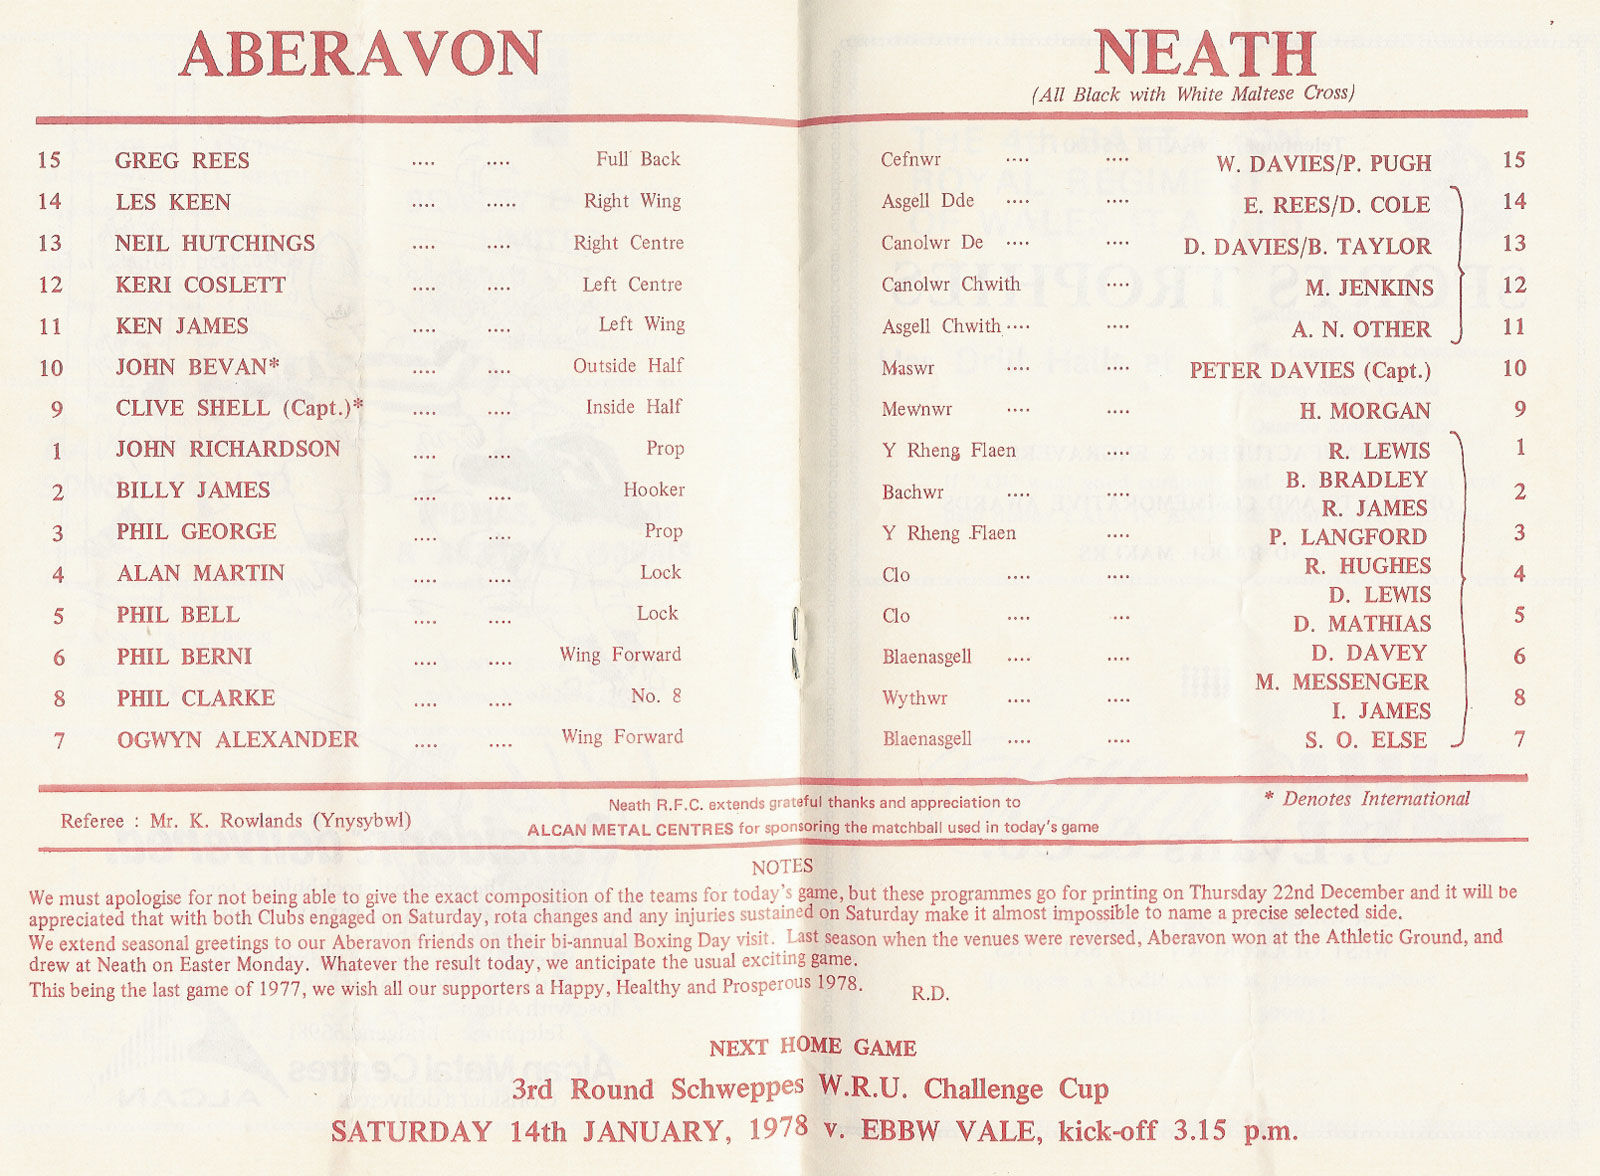 ABERAVON
15 GREG REES .... .... Full Back
14 LES KEEN .... ..... Right Wing
13 NEIL HUTCHINGS .... .... Right Centre
12 KERI COSLETT .... .... Left Centre
11 KEN JAMES .... .... Left Wing
10 JOHN BEVAN* .... .... Outside Half
9 CLIVE SHELL (Capt.)* .... .... Inside Half
1 JOHN RICHARDSON .... .... Prop
2 BILLY JAMES .... .... Hooker
3 PHIL GEORGE .... .... Prop
4 ALAN MARTIN .... .... Lock
5 PHIL BELL .... .... Lock
6 PHIL BERNI .... .... Wing Forward
8 PHIL CLARKE .... .... No. 8
7 OGWYN ALEXANDER .... .... Wing Forward
NEATH
(All Black with White Maltese Cross)
Cefnwr .... .... W. DAVIES/P. PUGH 15
Asgell Dde .... .... E. REES/D. COLE 14
Canolwr De .... .... D. DAVIES/B. TAYLOR 13
Canolwr Chwith .... M. JENKINS 12
Asgell Chwith .... .... A. N. OTHER 11
Maswr .... .... PETER DAVIES (Capt.) 10
Mewnwr .... .... H. MORGAN 9
Y Rheng Flaen .... R. LEWIS 1
B. BRADLEY
Bachwr .... .... 2
R. JAMES
Y Rheng Flaen .... P. LANGFORD 3
R. HUGHES
Clo .... .... 4
D. LEWIS
Clo .... .... D. MATHIAS 5
Blaenasgell .... .... D. DAVEY 6
M. MESSENGER
Wythwr .... .... 8
I. JAMES
Blaenasgell .... .... S. O. ELSE 7
Referee : Mr. K. Rowlands (Ynysybwl)
Neath R.F.C. extends grateful thanks and appreciation to
ALCAN METAL CENTRES for sponsoring the matchball used in today's game
* Denotes International
NOTES
We must apologise for not being able to give the exact composition of the teams for today's game, but these programmes go for printing on Thursday 22nd December and it will be
appreciated that with both Clubs engaged on Saturday, rota changes and any injuries sustained on Saturday make it almost impossible to name a precise selected side.
We extend seasonal greetings to our Aberavon friends on their bi-annual Boxing Day visit. Last season when the venues were reversed, Aberavon won at the Athletic Ground, and
drew at Neath on Easter Monday. Whatever the result today, we anticipate the usual exciting game.
This being the last game of 1977, we wish all our supporters a Happy, Healthy and Prosperous 1978. R.D.
NEXT HOME GAME
3rd Round Schweppes W.R.U. Challenge Cup
SATURDAY 14th JANUARY, 1978 v. EBBW VALE, kick-off 3.15 p.m.